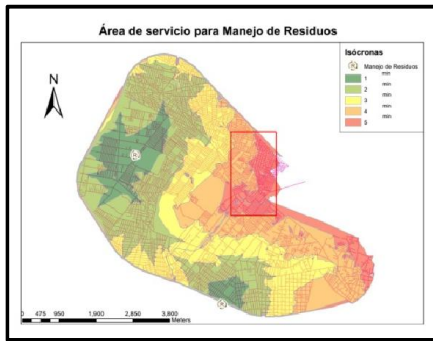 Área de servicio para Manejo de Residuos
Isócronas
min
Manejo de Residuos
1 min
2 min
3 min
4 min
5 min
N
0 475 950 1,900 2,850 3,800
Meters